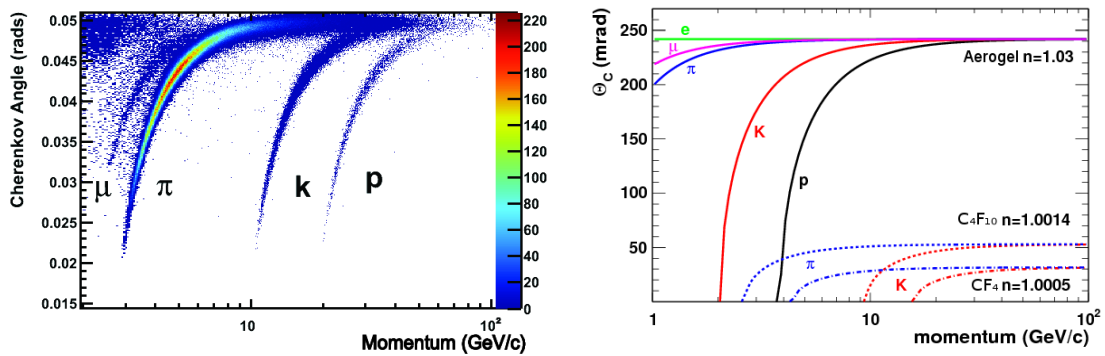 Cherenkov Angle (rads)
0.05
0.045
0.04
0.035
0.03
0.025
0.02
0.015
μ
π
k
p
10
10²
Momentum (GeV/c)
220
200
180
160
140
120
100
80
60
40
20
0
Θ_C (mrad)
250
200
150
100
50
0
e
μ
π
K
p
Aerogel n=1.03
C₄F₁₀ n=1.0014
π
K
CF₄ n=1.0005
1
10
10²
momentum (GeV/c)